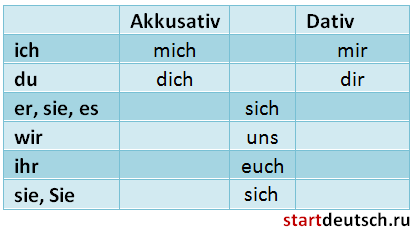 Akkusativ Dativ
ich mich mir
du dich dir
er, sie, es sich
wir uns
ihr euch
sie, Sie sich
startdeutsch.ru